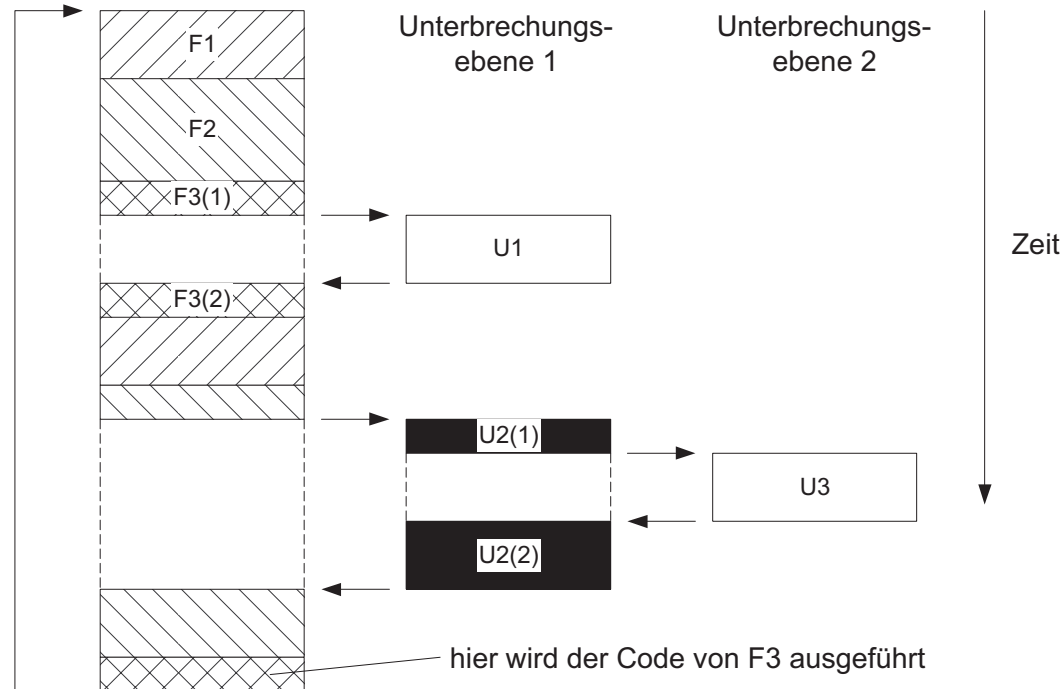 F1
Unterbrechungs-
ebene 1
Unterbrechungs-
ebene 2
F2
F3(1)
U1
Zeit
F3(2)
U2(1)
U3
U2(2)
hier wird der Code von F3 ausgeführt